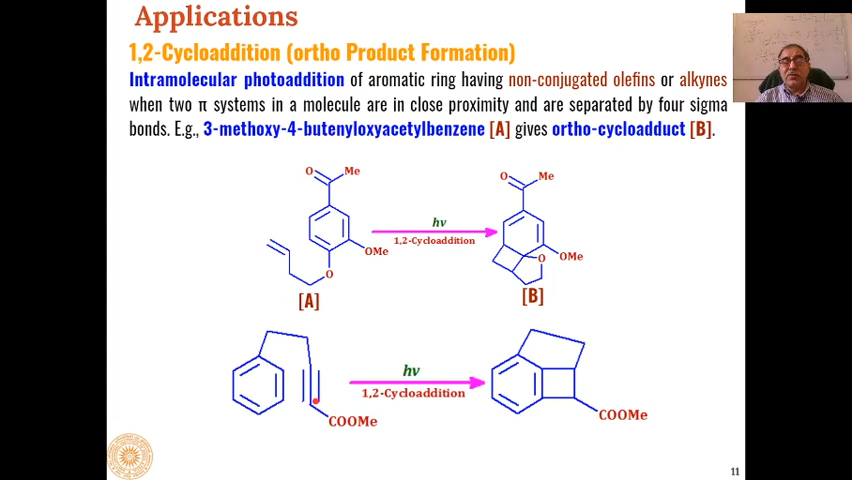 Applications
1,2-Cycloaddition (ortho Product Formation)
Intramolecular photoaddition of aromatic ring having non-conjugated olefins or alkynes
when two π systems in a molecule are in close proximity and are separated by four sigma
bonds. E.g., 3-methoxy-4-butenyloxyacetylbenzene [A] gives ortho-cycloadduct [B].
O Me
O Me
hν
1,2-Cycloaddition
OMe
O
O
OMe
[A]
[B]
hν
1,2-Cycloaddition
COOMe
COOMe
11